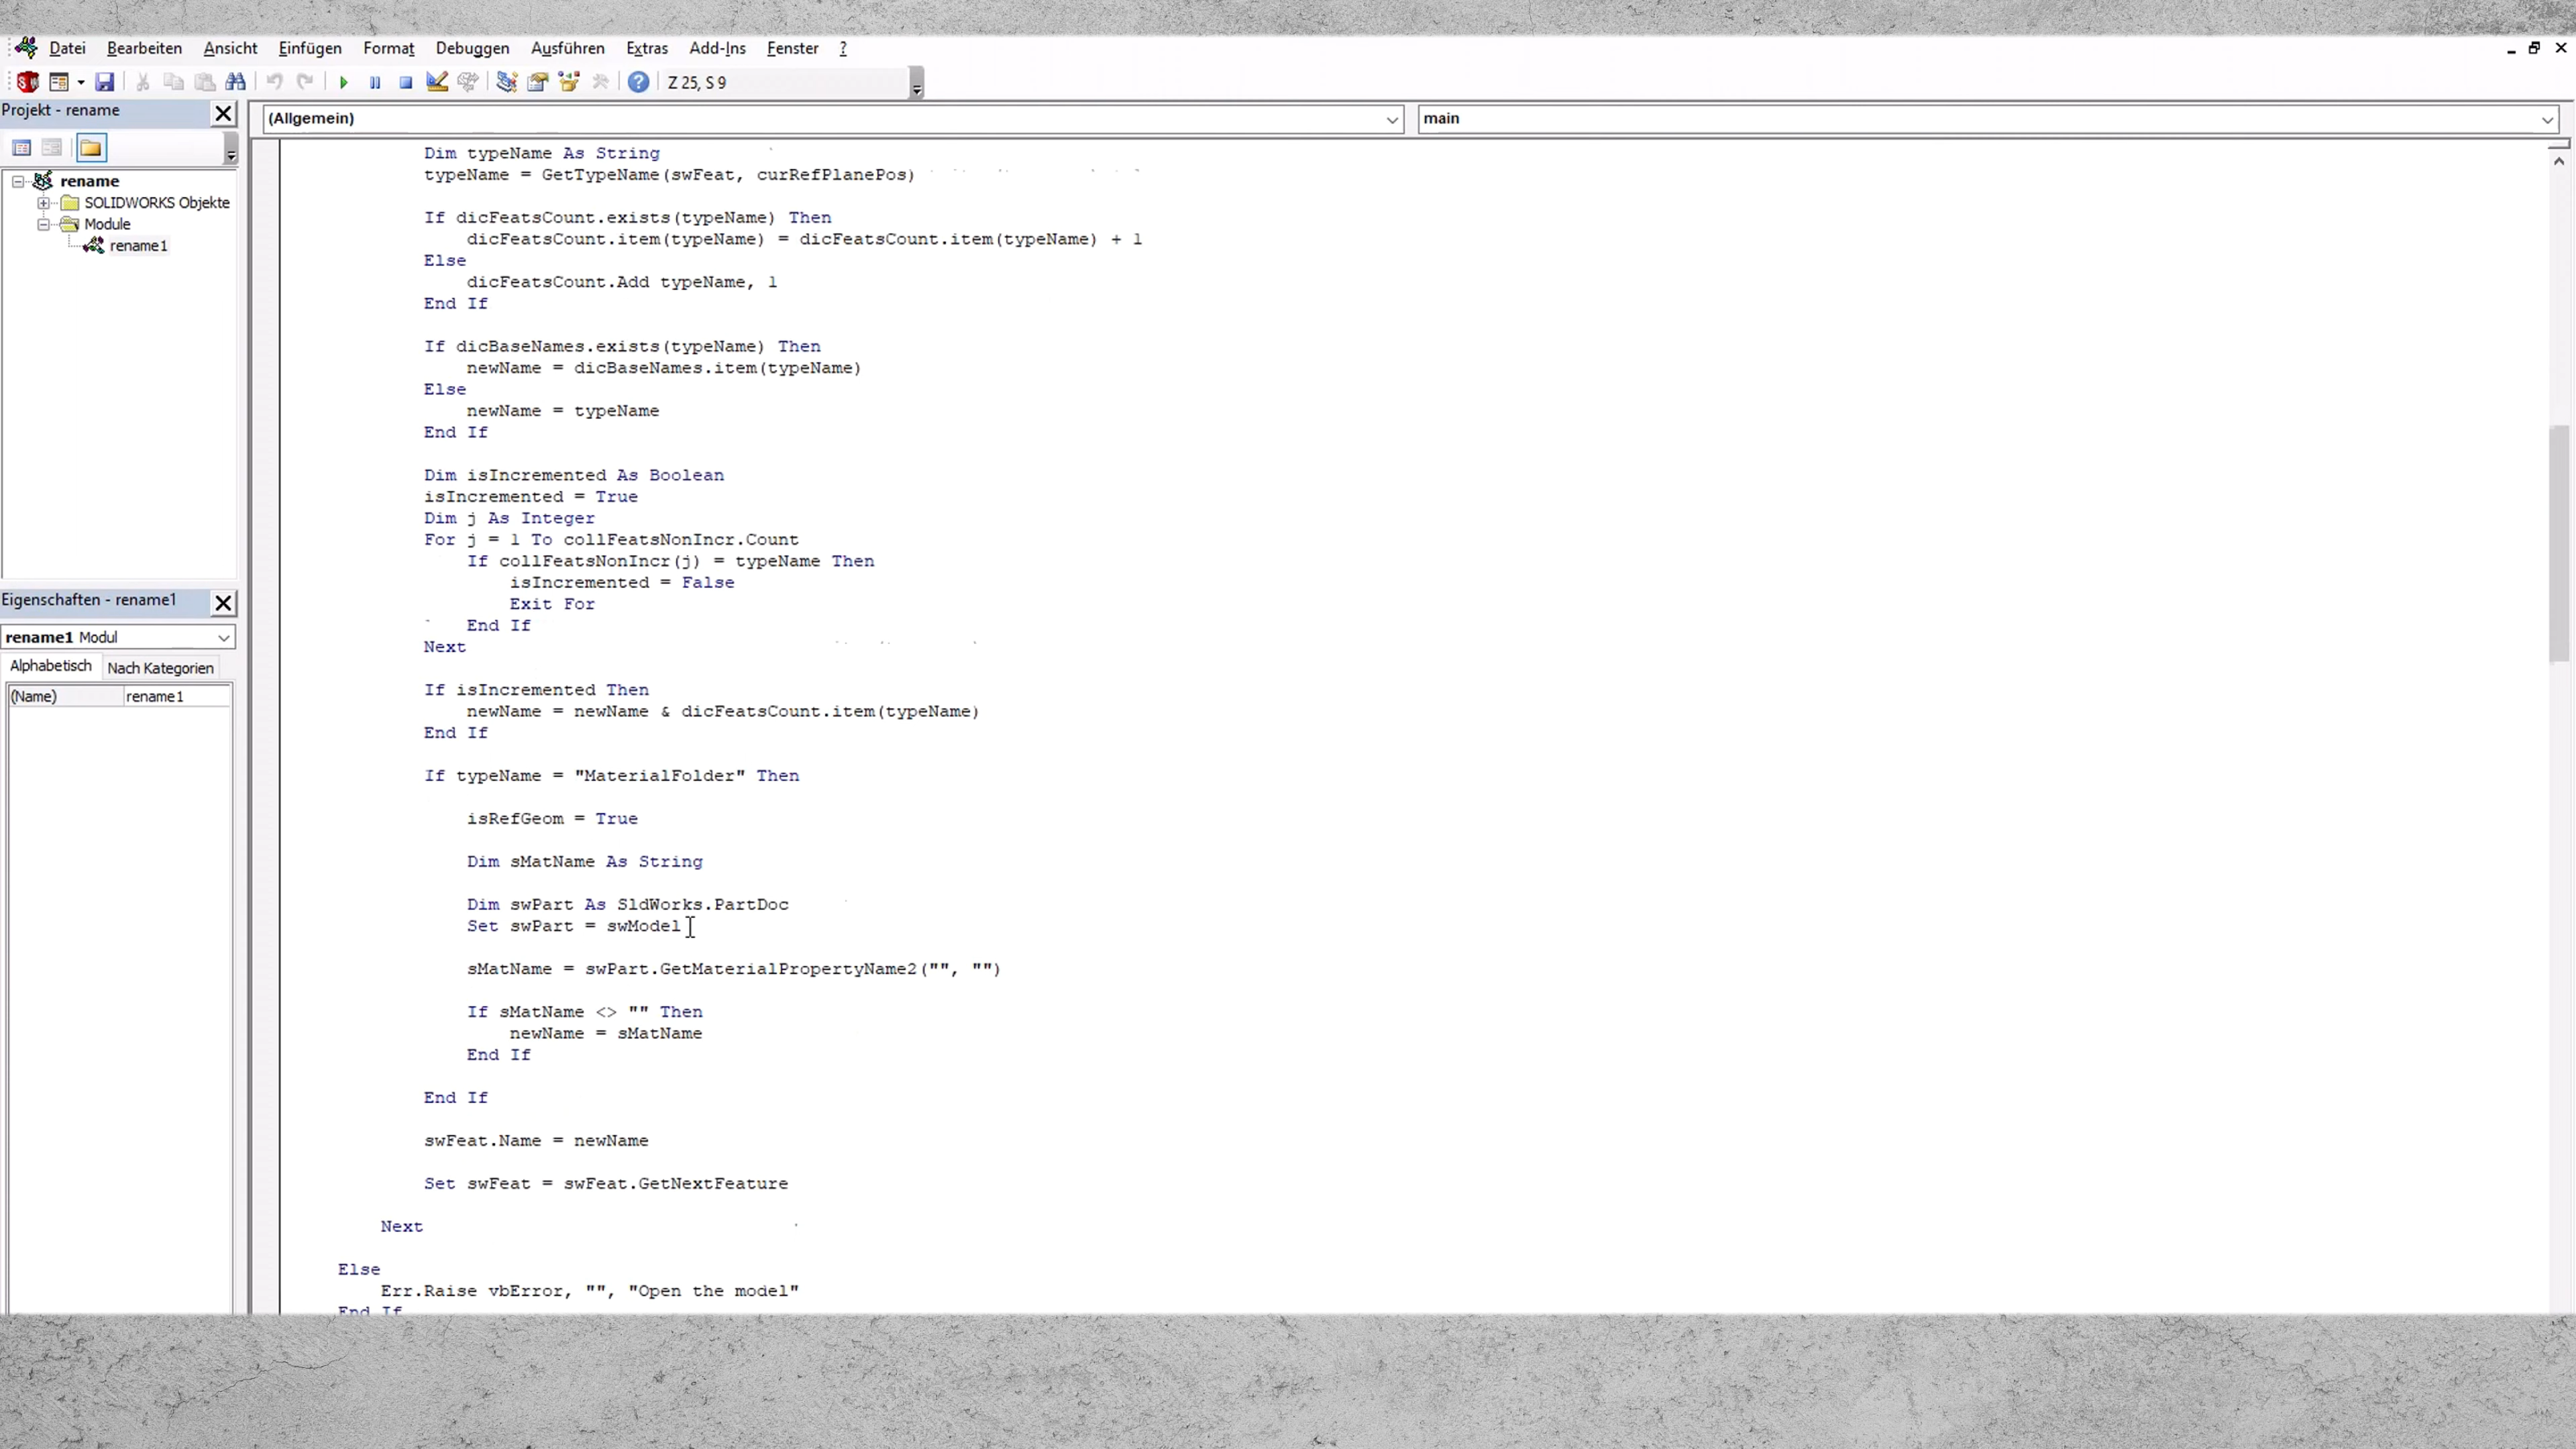 Datei Bearbeiten Ansicht Einfügen Format Debuggen Ausführen Extras Add-Ins Fenster ?
Z 25, S 9
Projekt - rename
rename
SOLIDWORKS Objekte
Module
rename1
Eigenschaften - rename1
rename1 Modul
Alphabetisch Nach Kategorien
(Name) rename1
(Allgemein) main
Dim typeName As String
typeName = GetTypeName(swFeat, curRefPlanePos)
If dicFeatsCount.exists(typeName) Then
dicFeatsCount.item(typeName) = dicFeatsCount.item(typeName) + 1
Else
dicFeatsCount.Add typeName, 1
End If
If dicBaseNames.exists(typeName) Then
newName = dicBaseNames.item(typeName)
Else
newName = typeName
End If
Dim isIncremented As Boolean
isIncremented = True
Dim j As Integer
For j = 1 To collFeatsNonIncr.Count
If collFeatsNonIncr(j) = typeName Then
isIncremented = False
Exit For
End If
Next
If isIncremented Then
newName = newName & dicFeatsCount.item(typeName)
End If
If typeName = "MaterialFolder" Then
isRefGeom = True
Dim sMatName As String
Dim swPart As SldWorks.PartDoc
Set swPart = swModel
sMatName = swPart.GetMaterialPropertyName2("", "")
If sMatName <> "" Then
newName = sMatName
End If
End If
swFeat.Name = newName
Set swFeat = swFeat.GetNextFeature
Next
Else
Err.Raise vbError, "", "Open the model"
End If